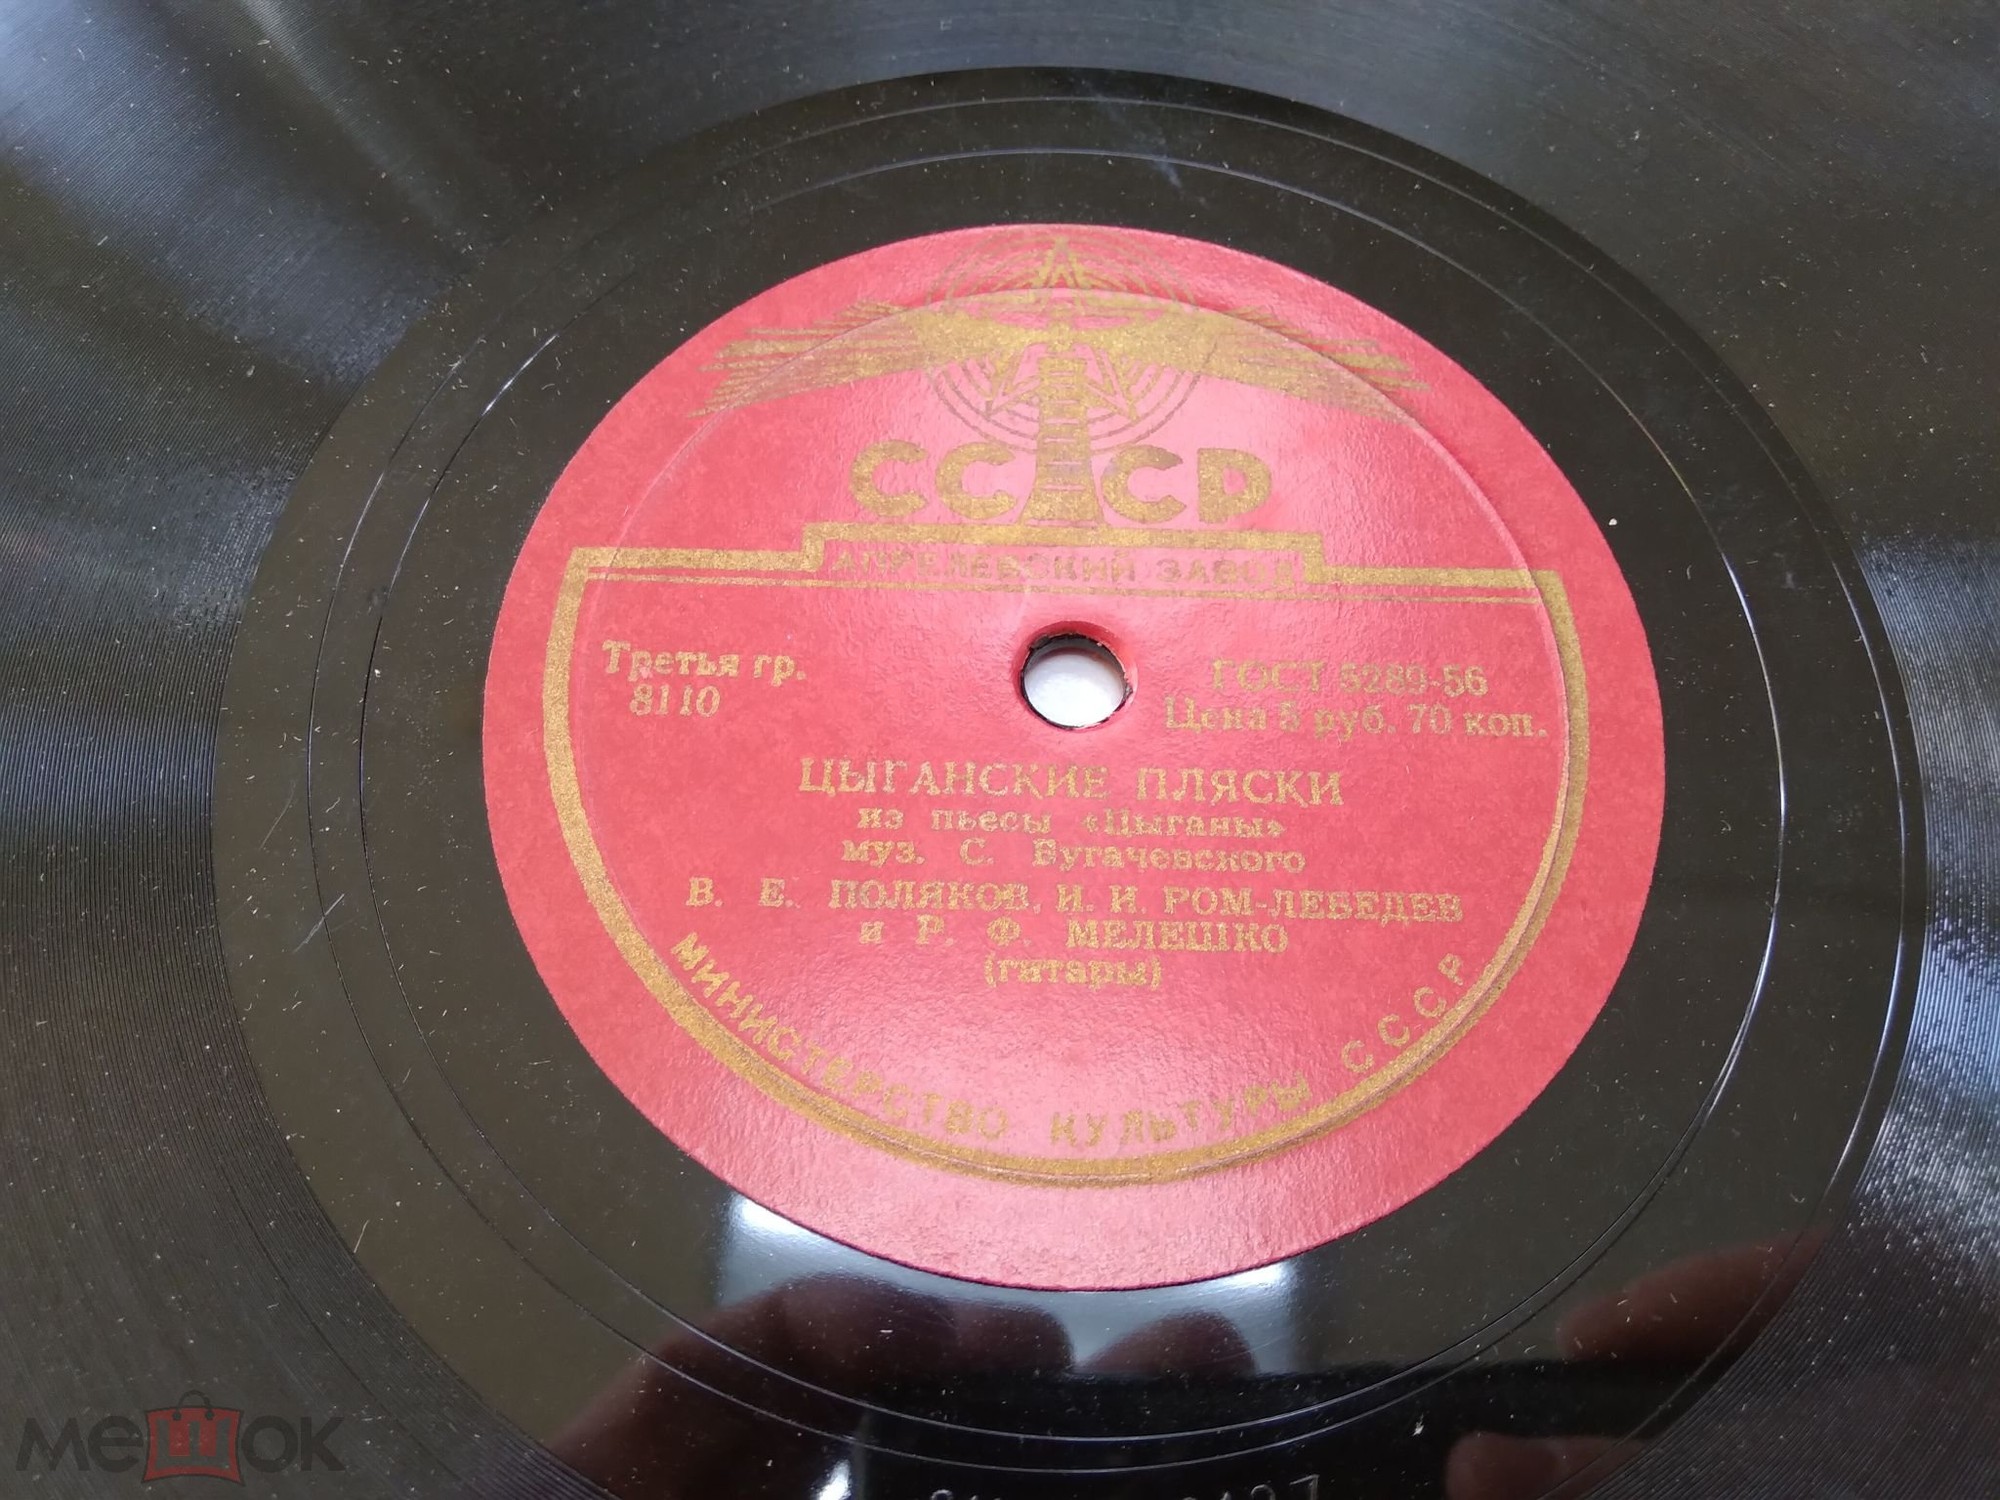 СССР
АПРЕЛЕВСКИЙ ЗАВОД
Третья гр.
8110
ГОСТ 5289-56
Цена 5 руб. 70 коп.
ЦЫГАНСКИЕ ПЛЯСКИ
из пьесы «Цыганы»
муз. С. Бугачевского
В. Е. ПОЛЯКОВ, И. И. РОМ-ЛЕБЕДЕВ
и Р. Ф. МЕЛЕШКО
(гитары)
МИНИСТЕРСТВО КУЛЬТУРЫ СССР
мешок